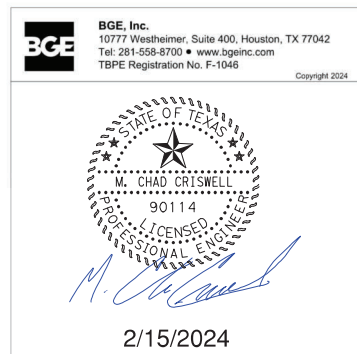 BGE
BGE, Inc.
10777 Westheimer, Suite 400, Houston, TX 77042
Tel: 281-558-8700 ● www.bgeinc.com
TBPE Registration No. F-1046
Copyright 2024
STATE OF TEXAS
M. CHAD CRISWELL
90114
LICENSED
PROFESSIONAL ENGINEER
2/15/2024